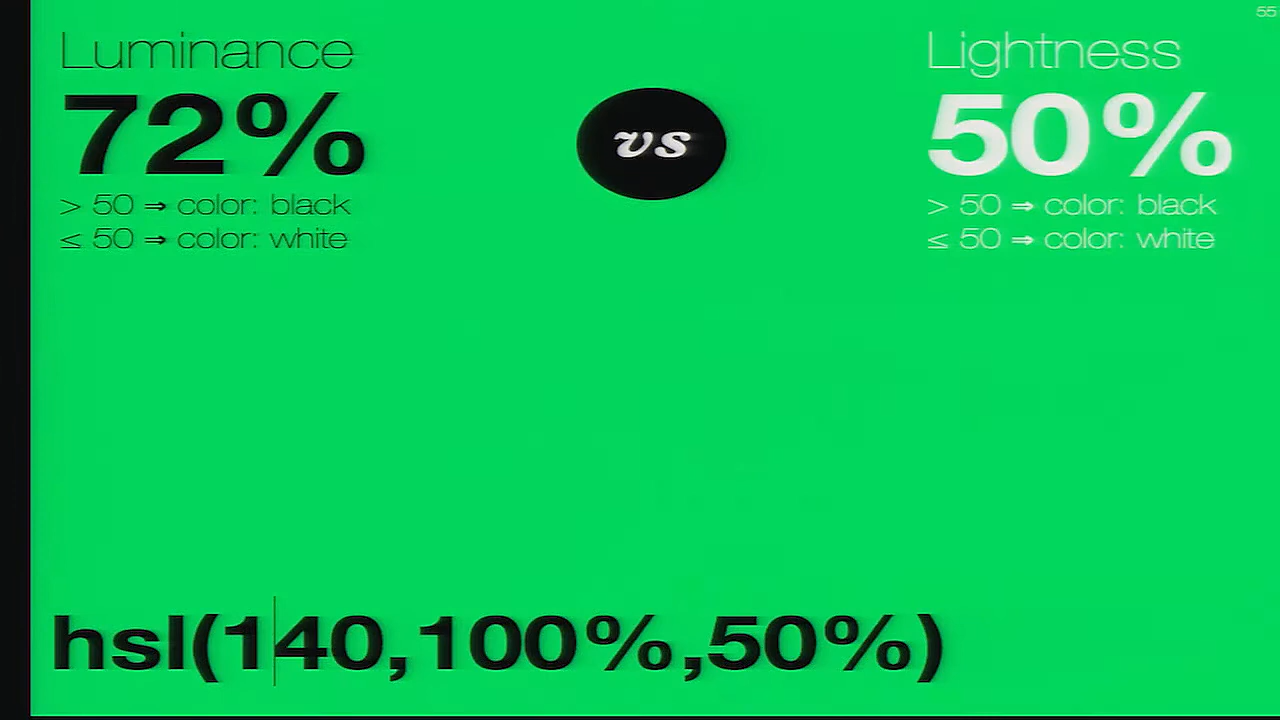 55
Luminance
72%
> 50 ⇒ color: black
≤ 50 ⇒ color: white
vs
Lightness
50%
> 50 ⇒ color: black
≤ 50 ⇒ color: white
hsl(140,100%,50%)